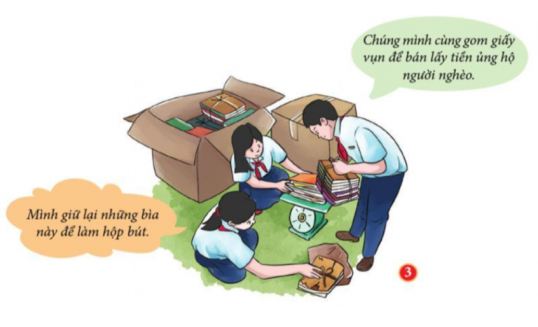 Chúng mình cùng gom giấy
vụn để bán lấy tiền ủng hộ
người nghèo.
Mình giữ lại những bìa
này để làm hộp bút.
3